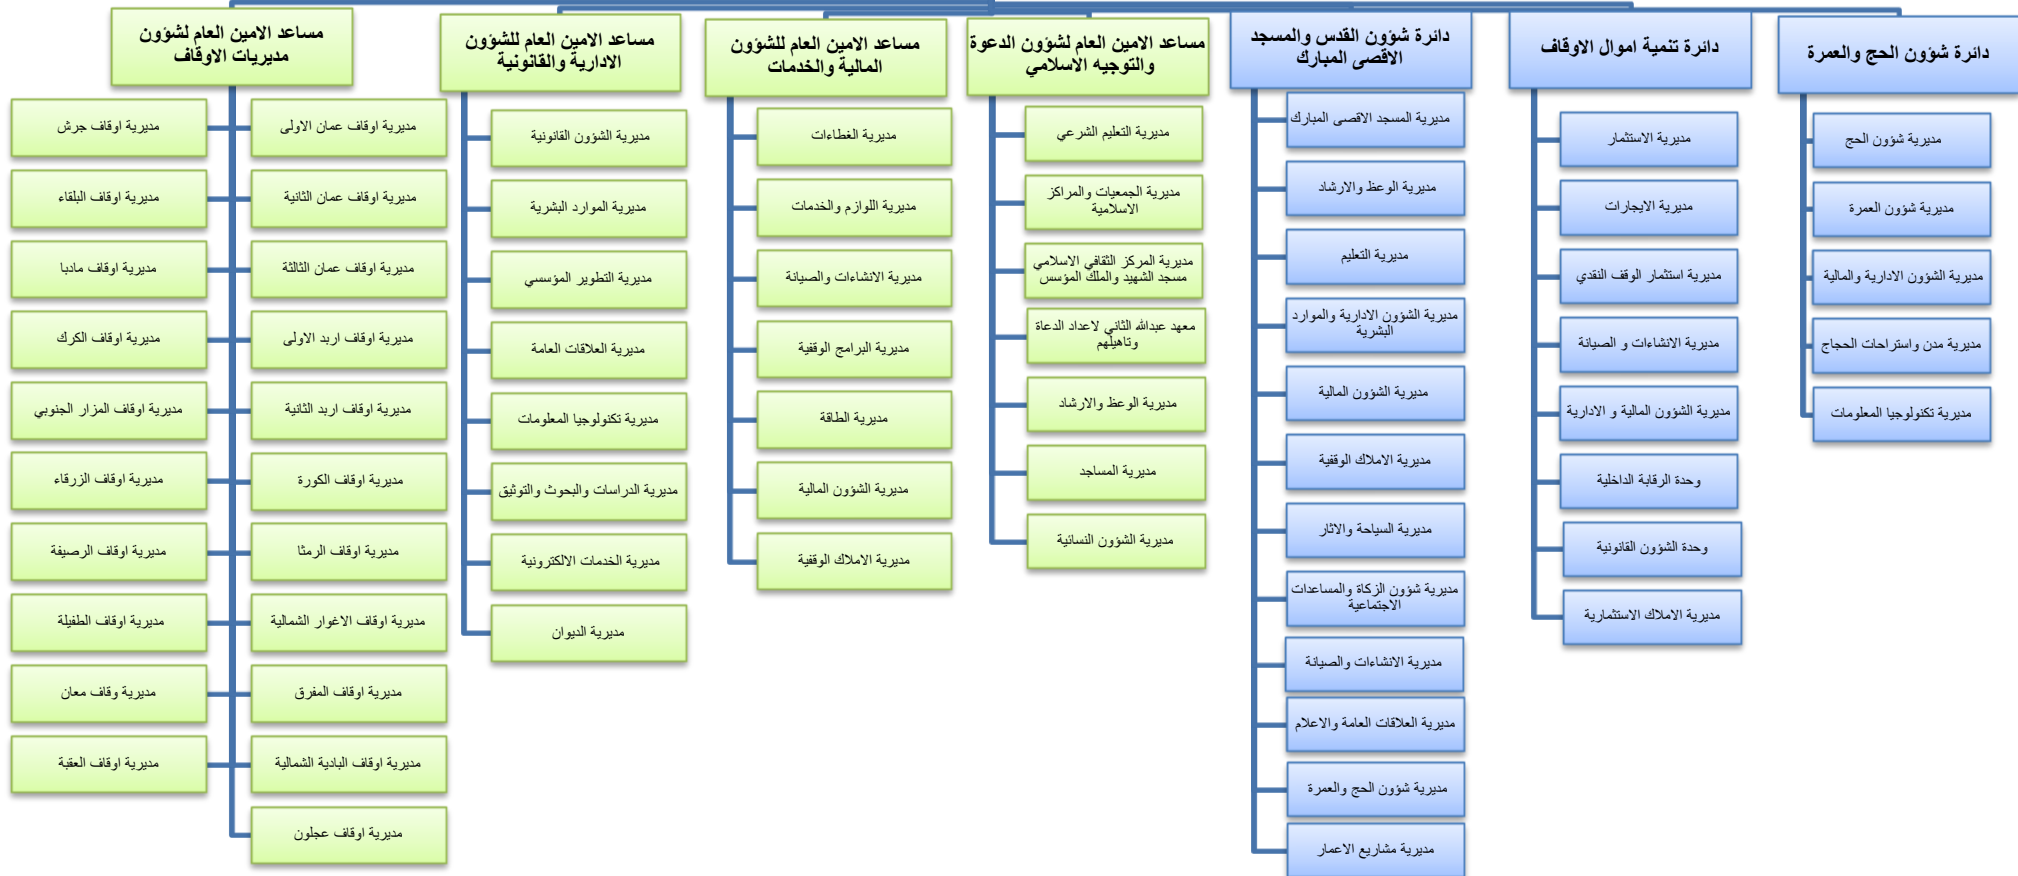 دائرة شؤون الحج والعمرة
مديرية شؤون الحج
مديرية شؤون العمرة
مديرية الشؤون الادارية والمالية
مديرية مدن واستراحات الحجاج
مديرية تكنولوجيا المعلومات
دائرة تنمية اموال الاوقاف
مديرية الاستثمار
مديرية الايجارات
مديرية استثمار الوقف النقدي
مديرية الانشاءات و الصيانة
مديرية الشؤون المالية و الادارية
وحدة الرقابة الداخلية
وحدة الشؤون القانونية
مديرية الاملاك الاستثمارية
دائرة شؤون القدس والمسجد
الاقصى المبارك
مديرية المسجد الاقصى المبارك
مديرية الوعظ والارشاد
مديرية التعليم
مديرية الشؤون الادارية والموارد
البشرية
مديرية الشؤون المالية
مديرية الاملاك الوقفية
مديرية السياحة والاثار
مديرية شؤون الزكاة والمساعدات
الاجتماعية
مديرية الانشاءات والصيانة
مديرية العلاقات العامة والاعلام
مديرية شؤون الحج والعمرة
مديرية مشاريع الاعمار
مساعد الامين العام لشؤون الدعوة
والتوجيه الاسلامي
مديرية التعليم الشرعي
مديرية الجمعيات والمراكز
الاسلامية
مديرية المركز الثقافي الاسلامي
مسجد الشهيد والملك المؤسس
معهد عبدالله الثاني لاعداد الدعاة
وتاهيلهم
مديرية الوعظ والارشاد
مديرية المساجد
مديرية الشؤون النسائية
مساعد الامين العام للشؤون
المالية والخدمات
مديرية الغطاءات
مديرية اللوازم والخدمات
مديرية الانشاءات والصيانة
مديرية البرامج الوقفية
مديرية الطاقة
مديرية الشؤون المالية
مديرية الاملاك الوقفية
مساعد الامين العام للشؤون
الادارية والقانونية
مديرية الشؤون القانونية
مديرية الموارد البشرية
مديرية التطوير المؤسسي
مديرية العلاقات العامة
مديرية تكنولوجيا المعلومات
مديرية الدراسات والبحوث والتوثيق
مديرية الخدمات الالكترونية
مديرية الديوان
مساعد الامين العام لشؤون
مديريات الاوقاف
مديرية اوقاف عمان الاولى
مديرية اوقاف عمان الثانية
مديرية اوقاف عمان الثالثة
مديرية اوقاف اربد الاولى
مديرية اوقاف اربد الثانية
مديرية اوقاف الكورة
مديرية اوقاف الرمثا
مديرية اوقاف الاغوار الشمالية
مديرية اوقاف المفرق
مديرية اوقاف البادية الشمالية
مديرية اوقاف عجلون
مديرية اوقاف جرش
مديرية اوقاف البلقاء
مديرية اوقاف مادبا
مديرية اوقاف الكرك
مديرية اوقاف المزار الجنوبي
مديرية اوقاف الزرقاء
مديرية اوقاف الرصيفة
مديرية اوقاف الطفيلة
مديرية وقاف معان
مديرية اوقاف العقبة